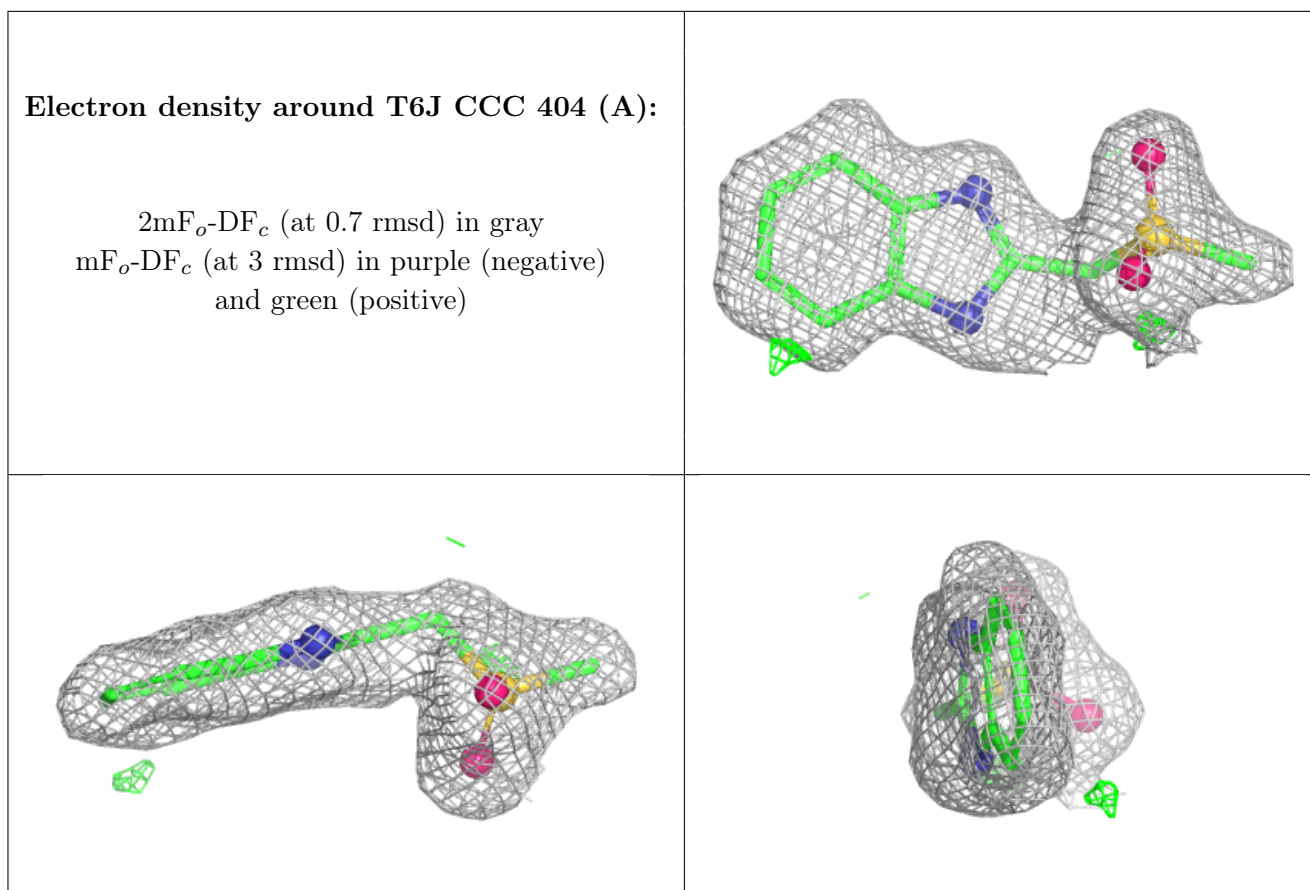 Electron density around T6J CCC 404 (A):
2mFo-DFc (at 0.7 rmsd) in gray
mFo-DFc (at 3 rmsd) in purple (negative)
and green (positive)